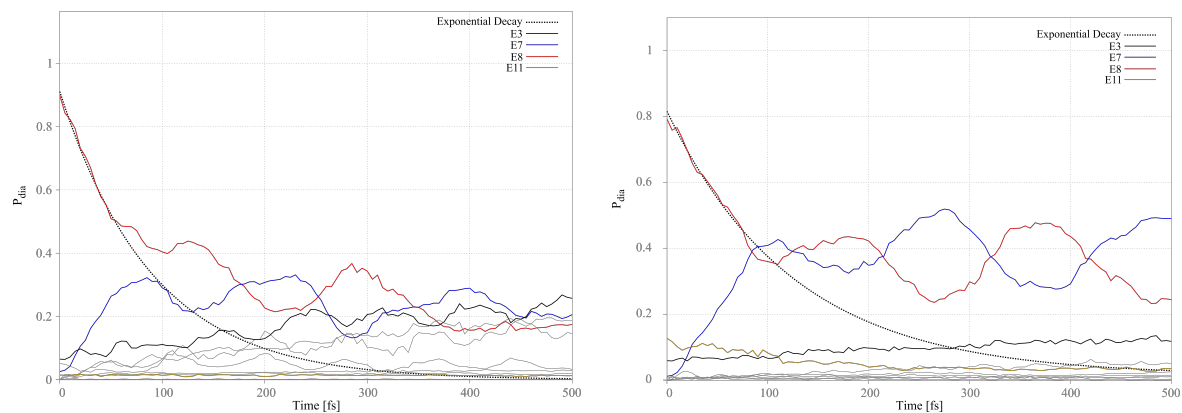 Exponential Decay
E3
E7
E8
E11
1
0.8
0.6
0.4
0.2
0
P_dia
0 100 200 300 400 500
Time [fs]
Exponential Decay
E3
E7
E8
E11
1
0.8
0.6
0.4
0.2
0
P_dia
0 100 200 300 400 500
Time [fs]